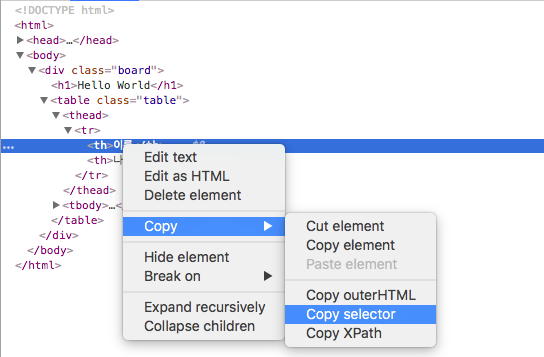 <!DOCTYPE html>
<html>
<head>…</head>
<body>
<div class="board">
<h1>Hello World</h1>
<table class="table">
<thead>
<tr>
… <th>이름
<th>
</tr>
</thead>
<tbody>…<
</table>
</div>
</body>
</html>
Edit text
Edit as HTML
Delete element
Copy
Hide element
Break on
Expand recursively
Collapse children
Cut element
Copy element
Paste element
Copy outerHTML
Copy selector
Copy XPath